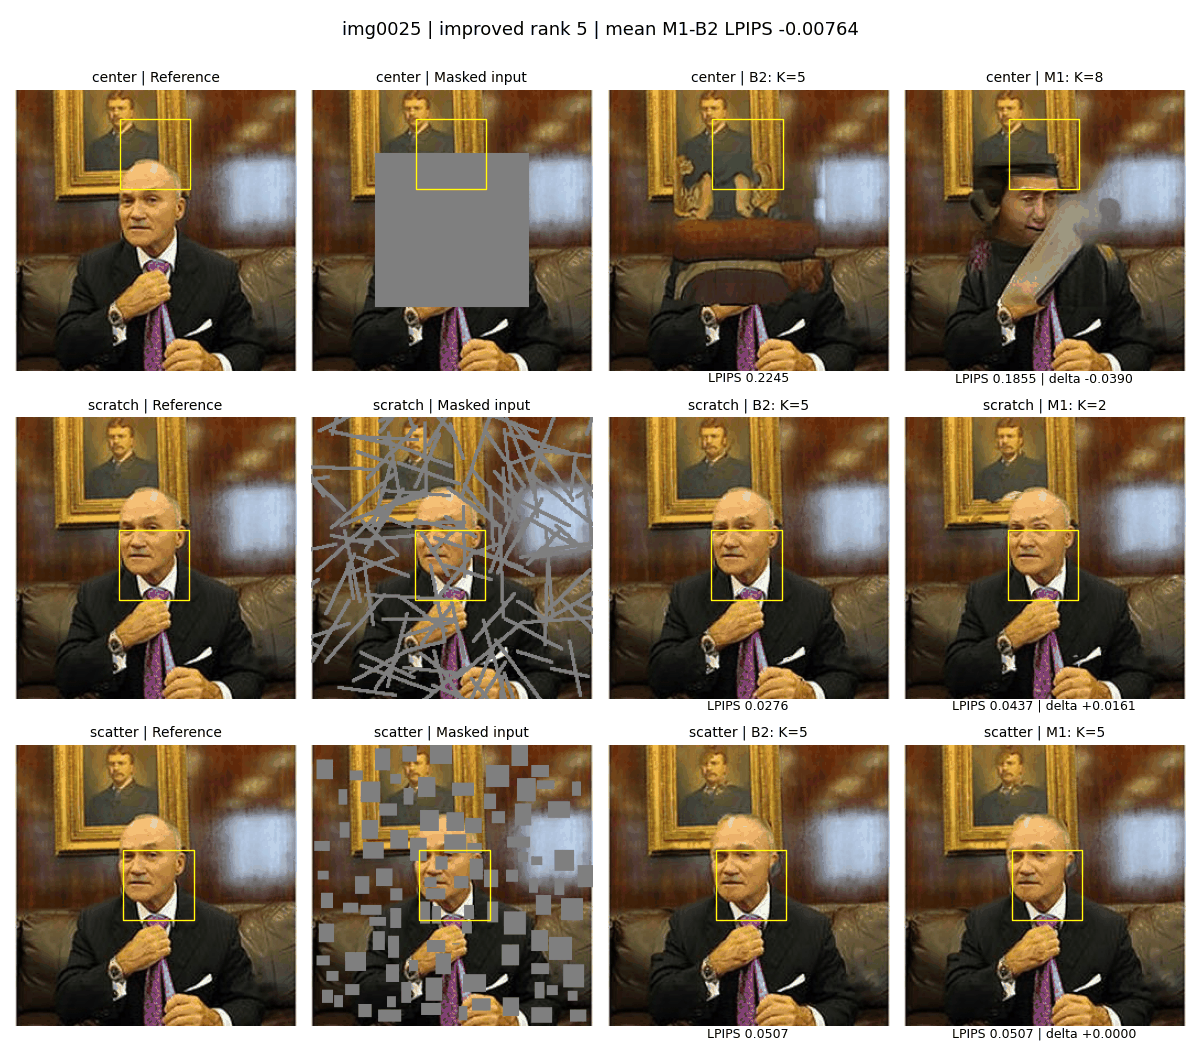 img0025 | improved rank 5 | mean M1-B2 LPIPS -0.00764
center | Reference
center | Masked input
center | B2: K=5
center | M1: K=8
LPIPS 0.2245
LPIPS 0.1855 | delta -0.0390
scratch | Reference
scratch | Masked input
scratch | B2: K=5
scratch | M1: K=2
LPIPS 0.0276
LPIPS 0.0437 | delta +0.0161
scatter | Reference
scatter | Masked input
scatter | B2: K=5
scatter | M1: K=5
LPIPS 0.0507
LPIPS 0.0507 | delta +0.0000